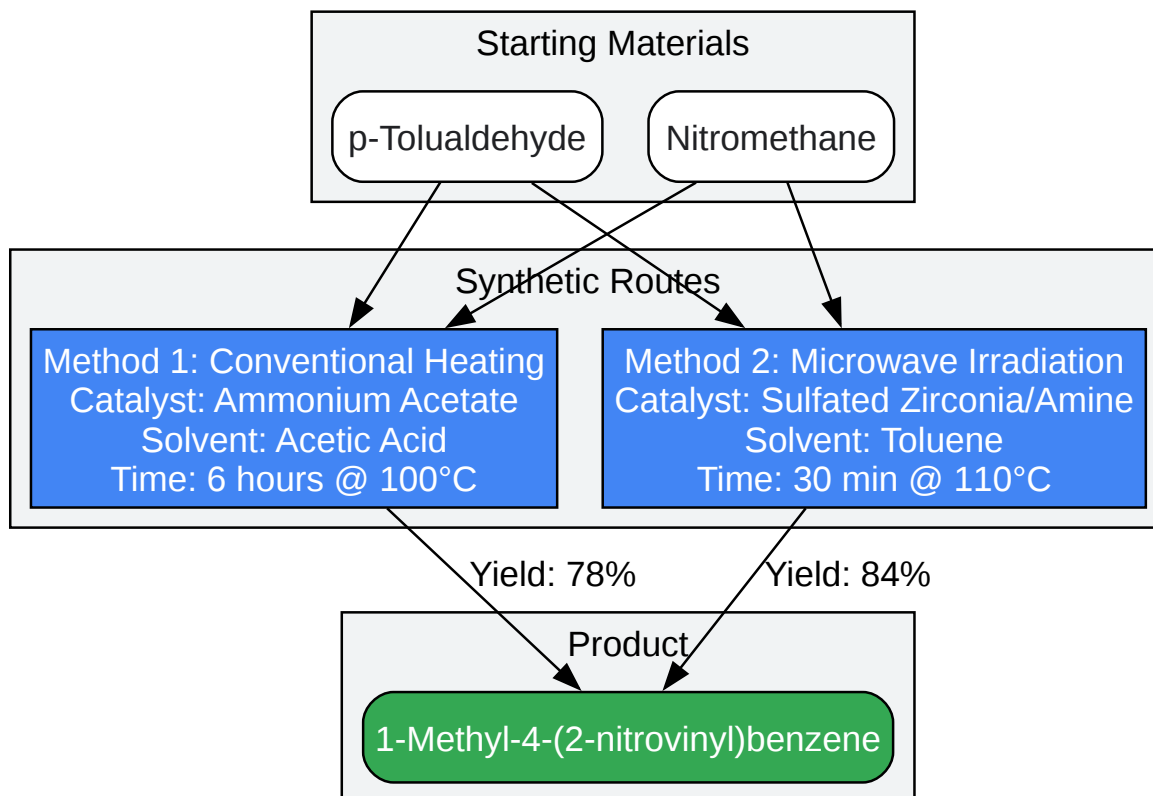 Starting Materials
p-Tolualdehyde
Nitromethane
Synthetic Routes
Method 1: Conventional Heating
Catalyst: Ammonium Acetate
Solvent: Acetic Acid
Time: 6 hours @ 100°C
Method 2: Microwave Irradiation
Catalyst: Sulfated Zirconia/Amine
Solvent: Toluene
Time: 30 min @ 110°C
Yield: 78%
Yield: 84%
Product
1-Methyl-4-(2-nitrovinyl)benzene